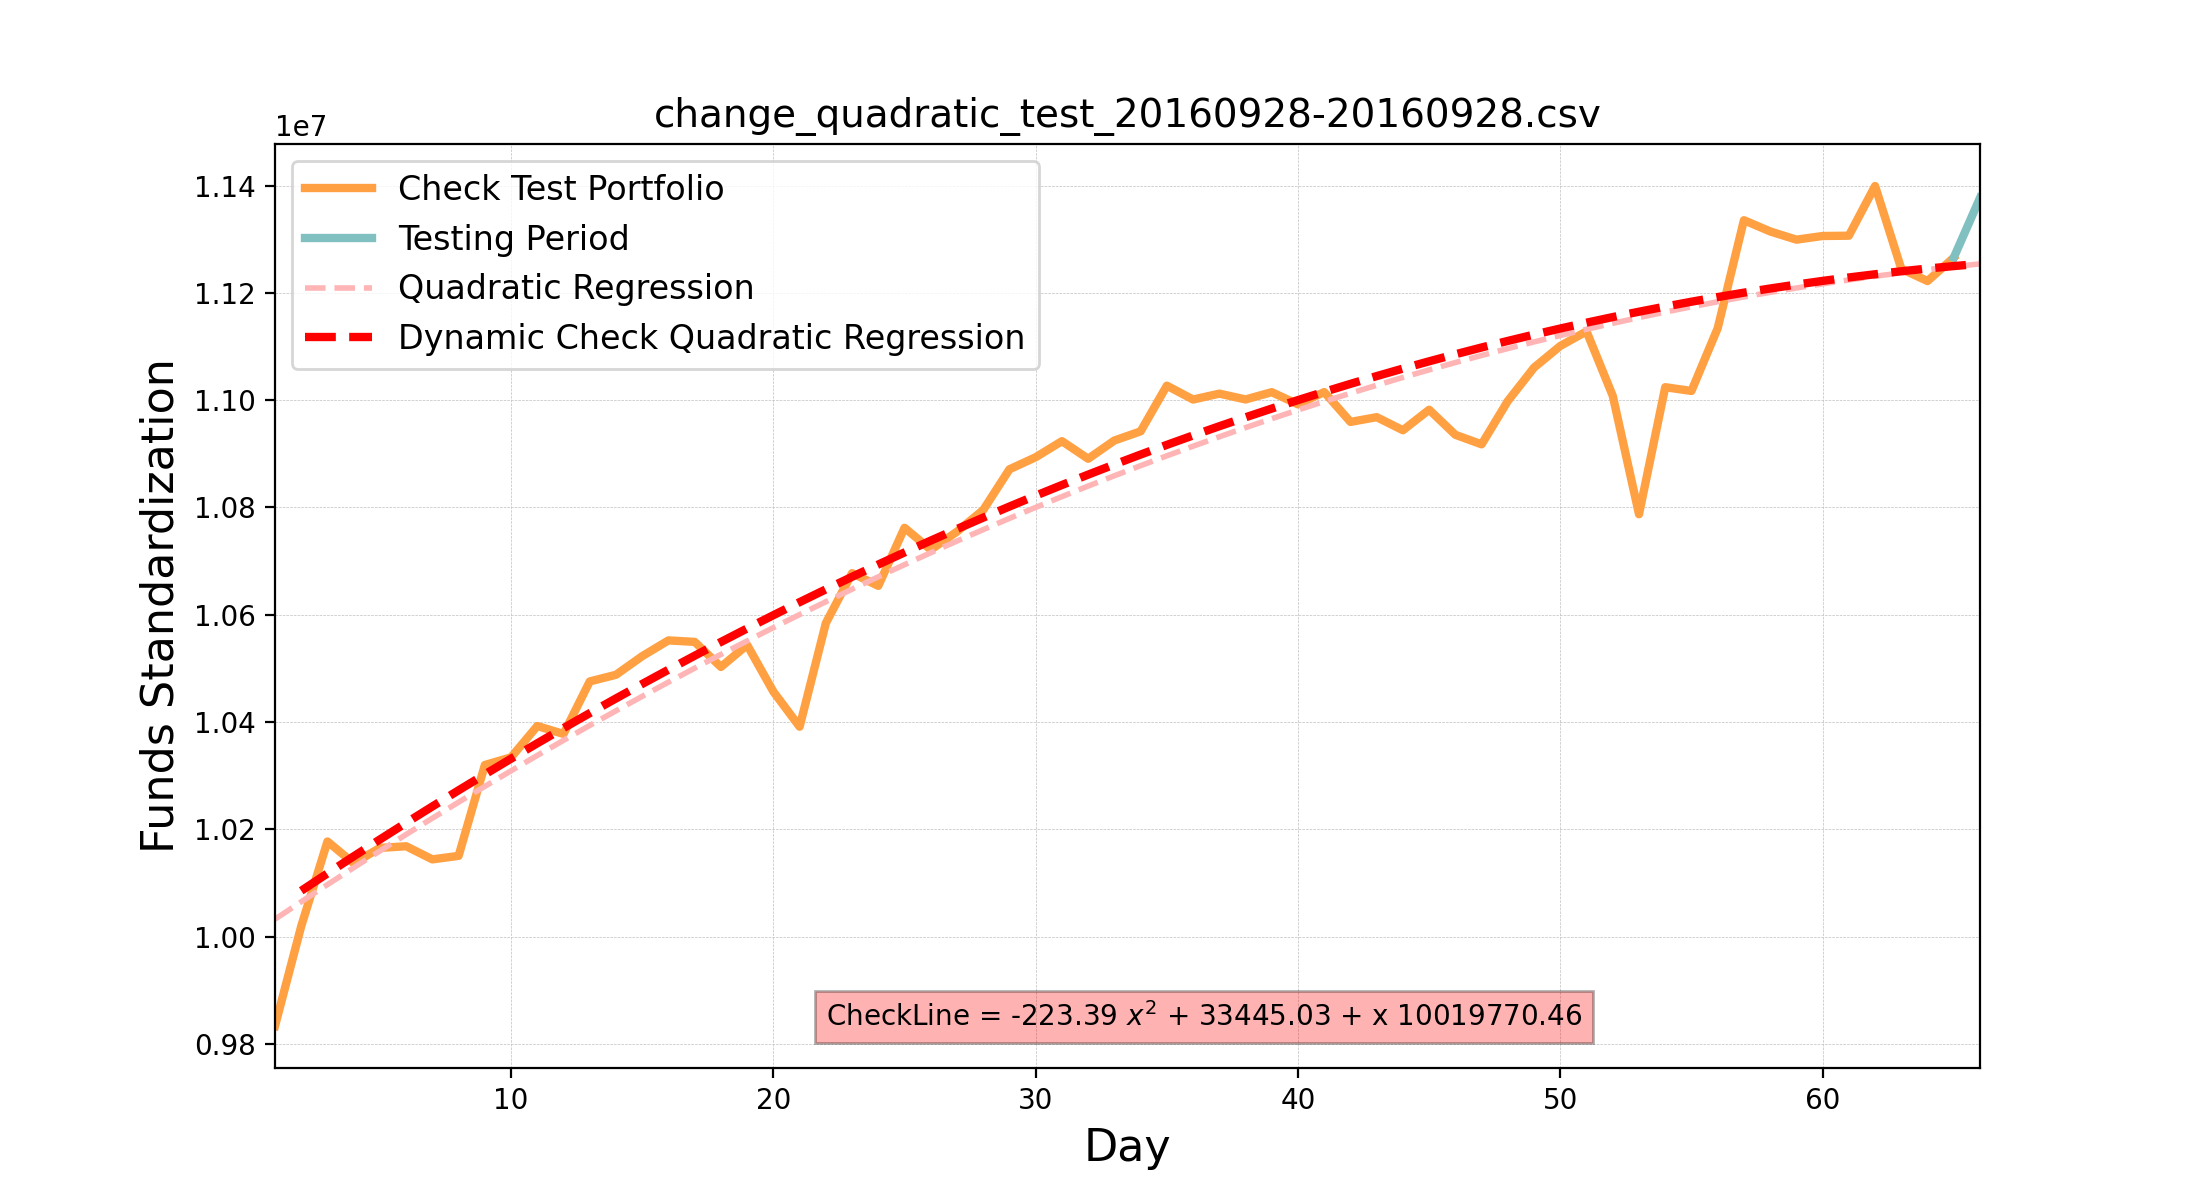 change_quadratic_test_20160928-20160928.csv
1e7
Check Test Portfolio
Testing Period
Quadratic Regression
Dynamic Check Quadratic Regression
1.14
1.12
1.10
1.08
1.06
1.04
1.02
1.00
0.98
Funds Standardization
CheckLine = -223.39 x² + 33445.03 + x 10019770.46
10 20 30 40 50 60
Day